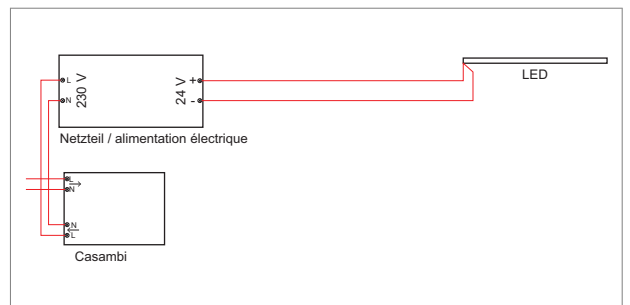 L
N
230 V
24 V
+
-
LED
Netzteil / alimentation électrique
L
N
N
L
Casambi